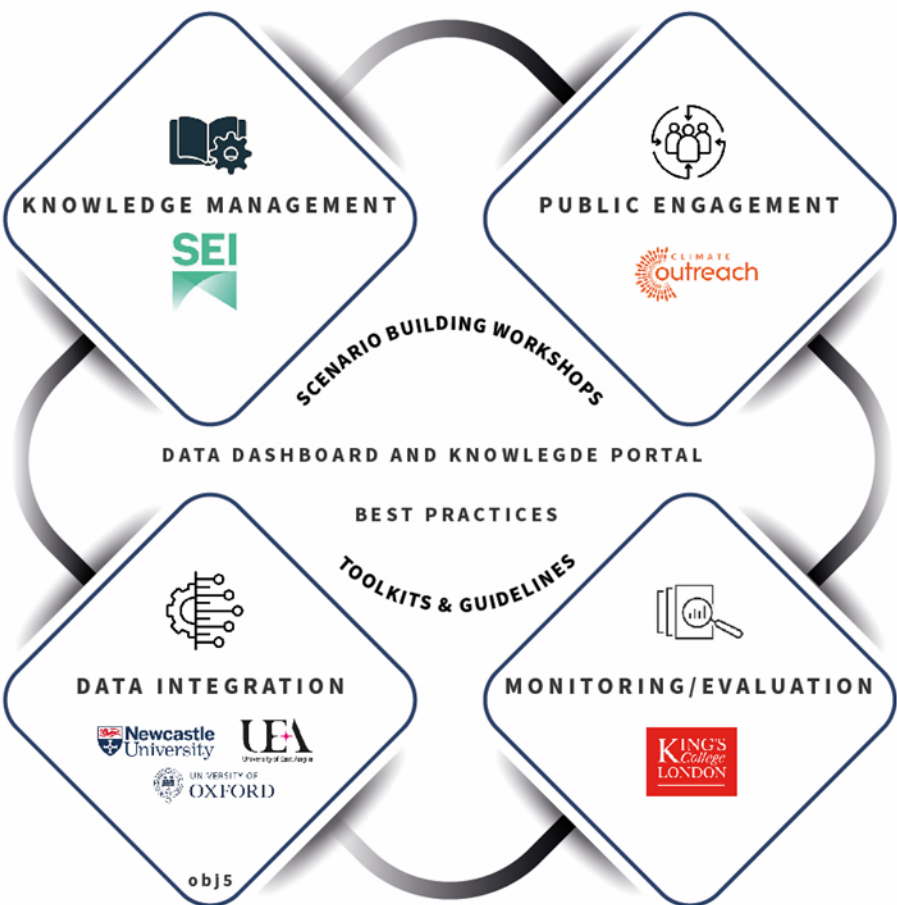 KNOWLEDGE MANAGEMENT
SEI
PUBLIC ENGAGEMENT
CLIMATE
outreach
SCENARIO BUILDING WORKSHOPS
DATA DASHBOARD AND KNOWLEGDE PORTAL
BEST PRACTICES
TOOLKITS & GUIDELINES
DATA INTEGRATION
Newcastle
University
UEA
University of East Anglia
UNIVERSITY OF
OXFORD
obj5
MONITORING/EVALUATION
KING'S
College
LONDON